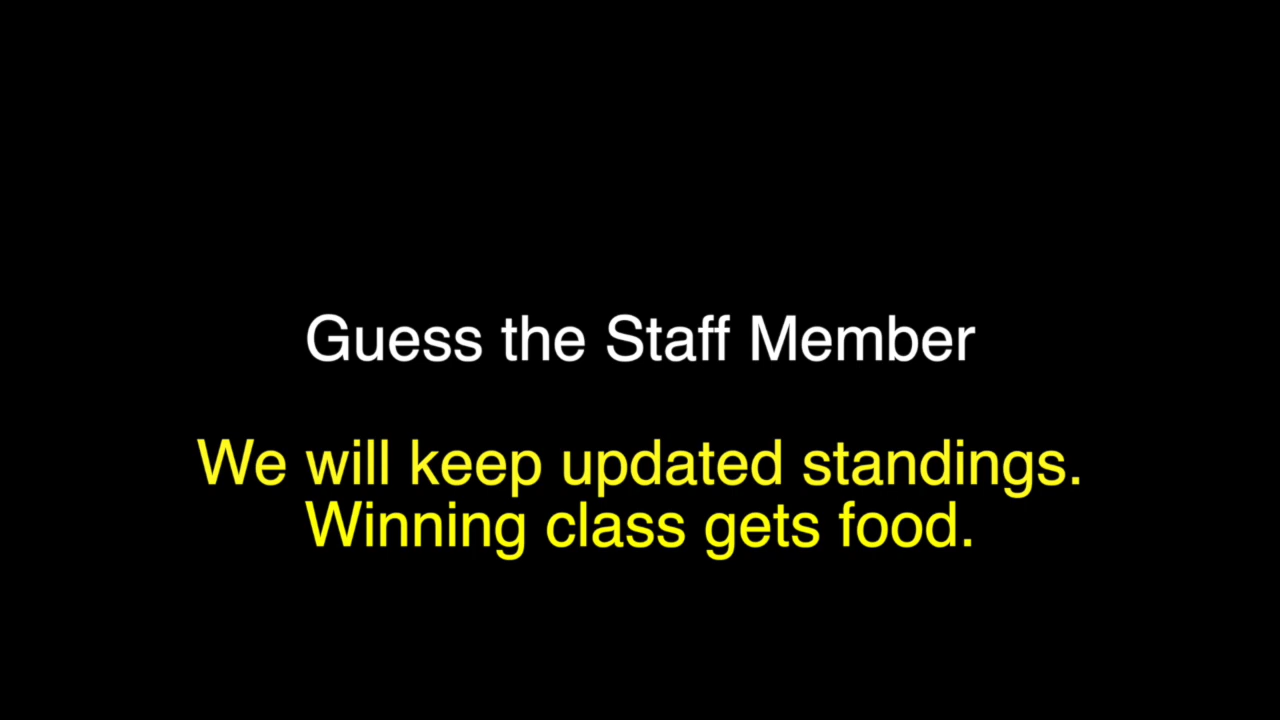 Guess the Staff Member
We will keep updated standings.
Winning class gets food.